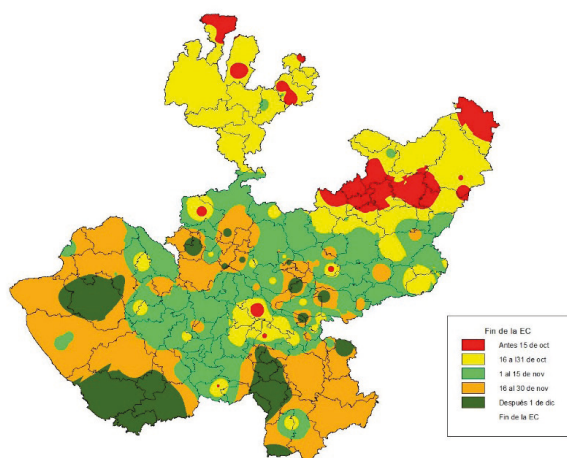 Fin de la EC
Antes 15 de oct
16 a l31 de oct
1 al 15 de nov
16 al 30 de nov
Después 1 de dic
Fin de la EC